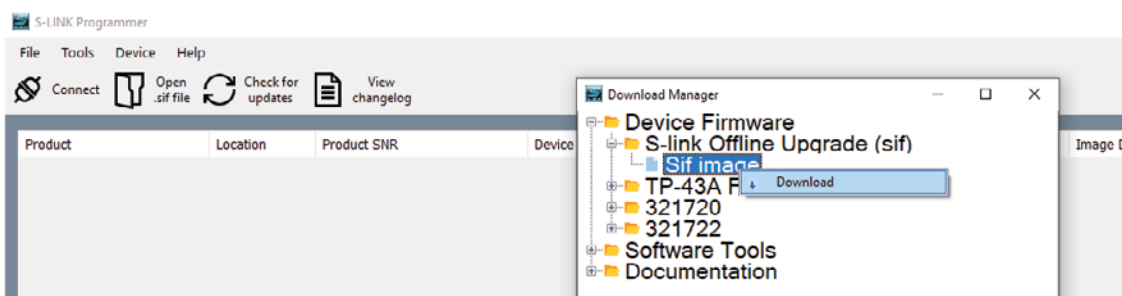 S-LINK Programmer
File Tools Device Help
Connect Open .sif file Check for updates View changelog
Product Location Product SNR Device Image
Download Manager
Device Firmware
S-link Offline Upgrade (sif)
Sif image
Download
TP-43A F
321720
321722
Software Tools
Documentation